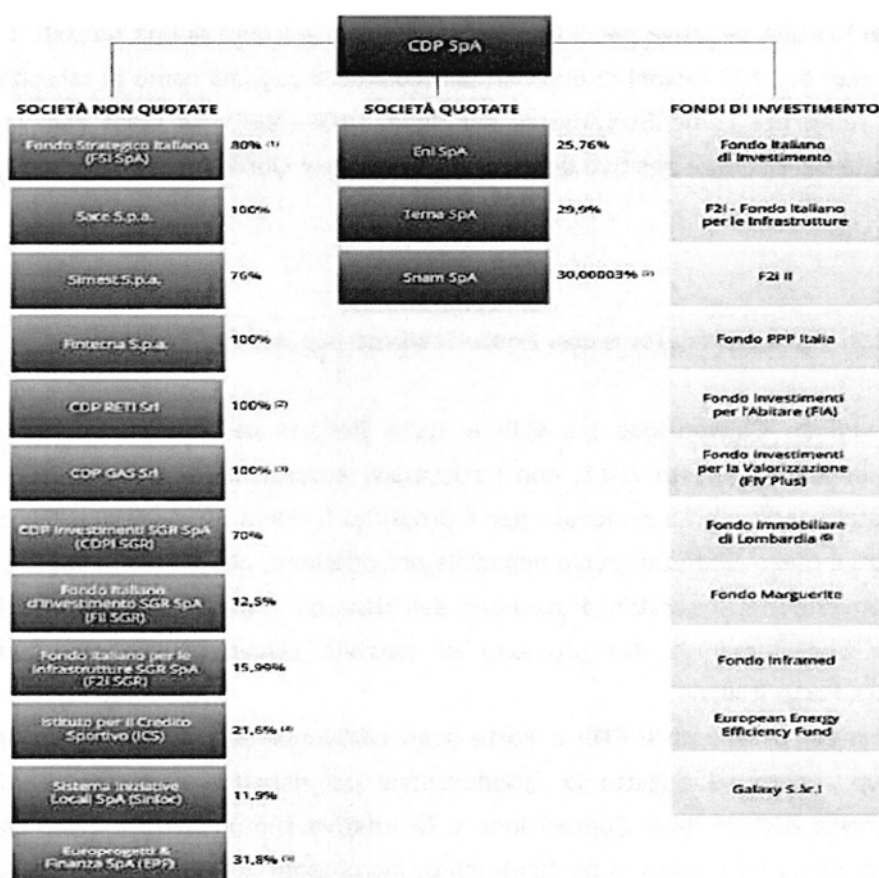 CDP SpA
SOCIETÀ NON QUOTATE
Fondo Strategico Italiano
(FSI SpA)
80% (1)
Sace S.p.a.
100%
Simest S.p.a.
76%
Fintecna S.p.a.
100%
CDP RETI Srl
100% (2)
CDP GAS Srl
100% (3)
CDP Investimenti SGR SpA
(CDPI SGR)
70%
Fondo Italiano
d'Investimento SGR SpA
(FII SGR)
12,5%
Fondo Italiano per le
Infrastrutture SGR SpA
(F2i SGR)
15,99%
Istituto per il Credito
Sportivo (ICS)
21,6% (4)
Sistema Iniziative
Locali SpA (Sinloc)
11,9%
Europrogetti &
Finanza SpA (EPF)
31,8%
SOCIETÀ QUOTATE
Eni SpA
25,76%
Terna SpA
29,9%
Snam SpA
30,00003%
FONDI DI INVESTIMENTO
Fondo Italiano
di Investimento
F2i - Fondo Italiano
per le Infrastrutture
F2i II
Fondo PPP Italia
Fondo Investimenti
per l'Abitare (FIA)
Fondo Investimenti
per la Valorizzazione
(FIV Plus)
Fondo Immobiliare
di Lombardia (6)
Fondo Marguerite
Fondo Inframed
European Energy
Efficiency Fund
Galaxy S.àr.l